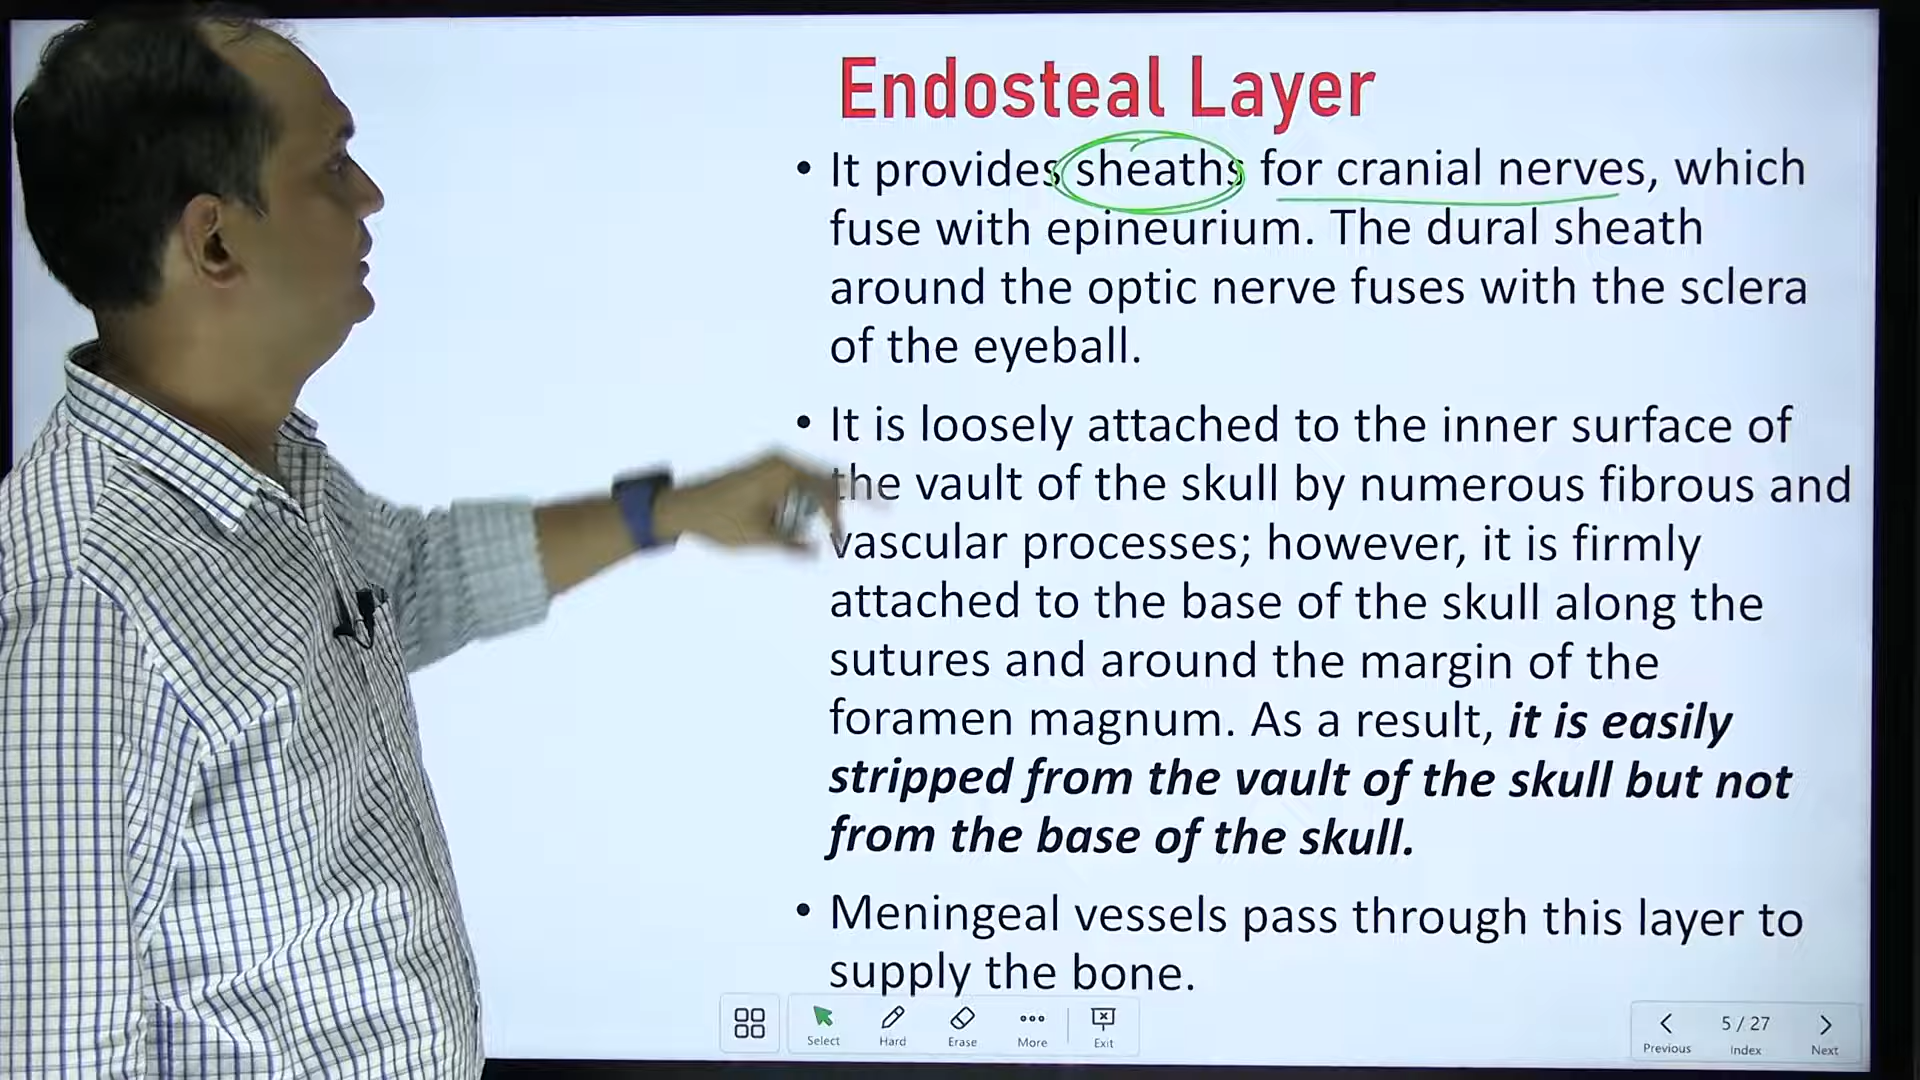 Endosteal Layer
• It provides sheaths for cranial nerves, which
fuse with epineurium. The dural sheath
around the optic nerve fuses with the sclera
of the eyeball.
• It is loosely attached to the inner surface of
the vault of the skull by numerous fibrous and
vascular processes; however, it is firmly
attached to the base of the skull along the
sutures and around the margin of the
foramen magnum. As a result, it is easily
stripped from the vault of the skull but not
from the base of the skull.
• Meningeal vessels pass through this layer to
supply the bone.
Select Hard Erase More Exit
5 / 27
Previous Index Next